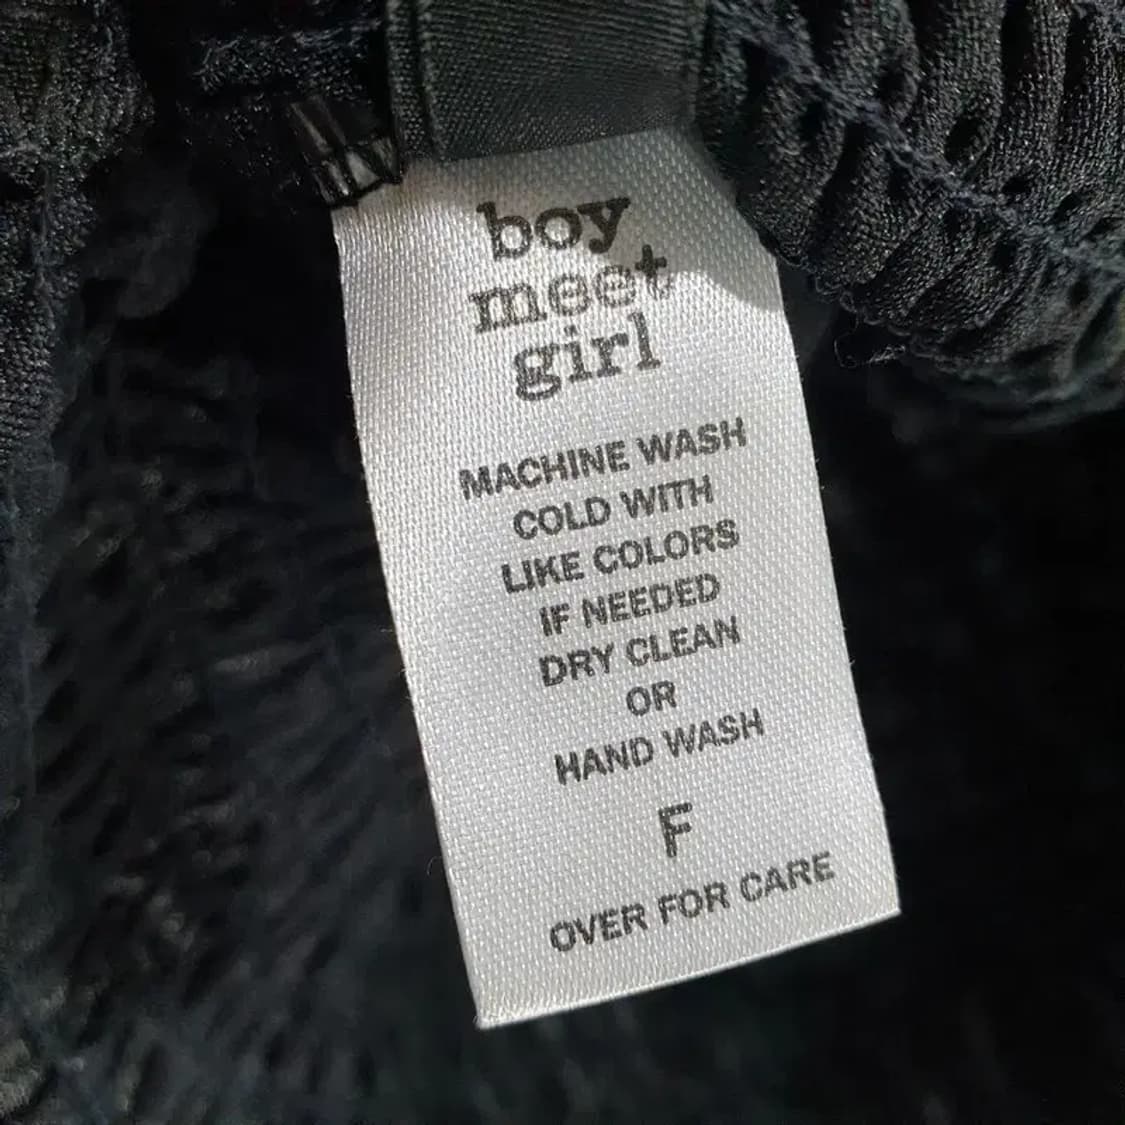 boy
meet
girl
MACHINE WASH
COLD WITH
LIKE COLORS
IF NEEDED
DRY CLEAN
OR
HAND WASH
F
OVER FOR CARE